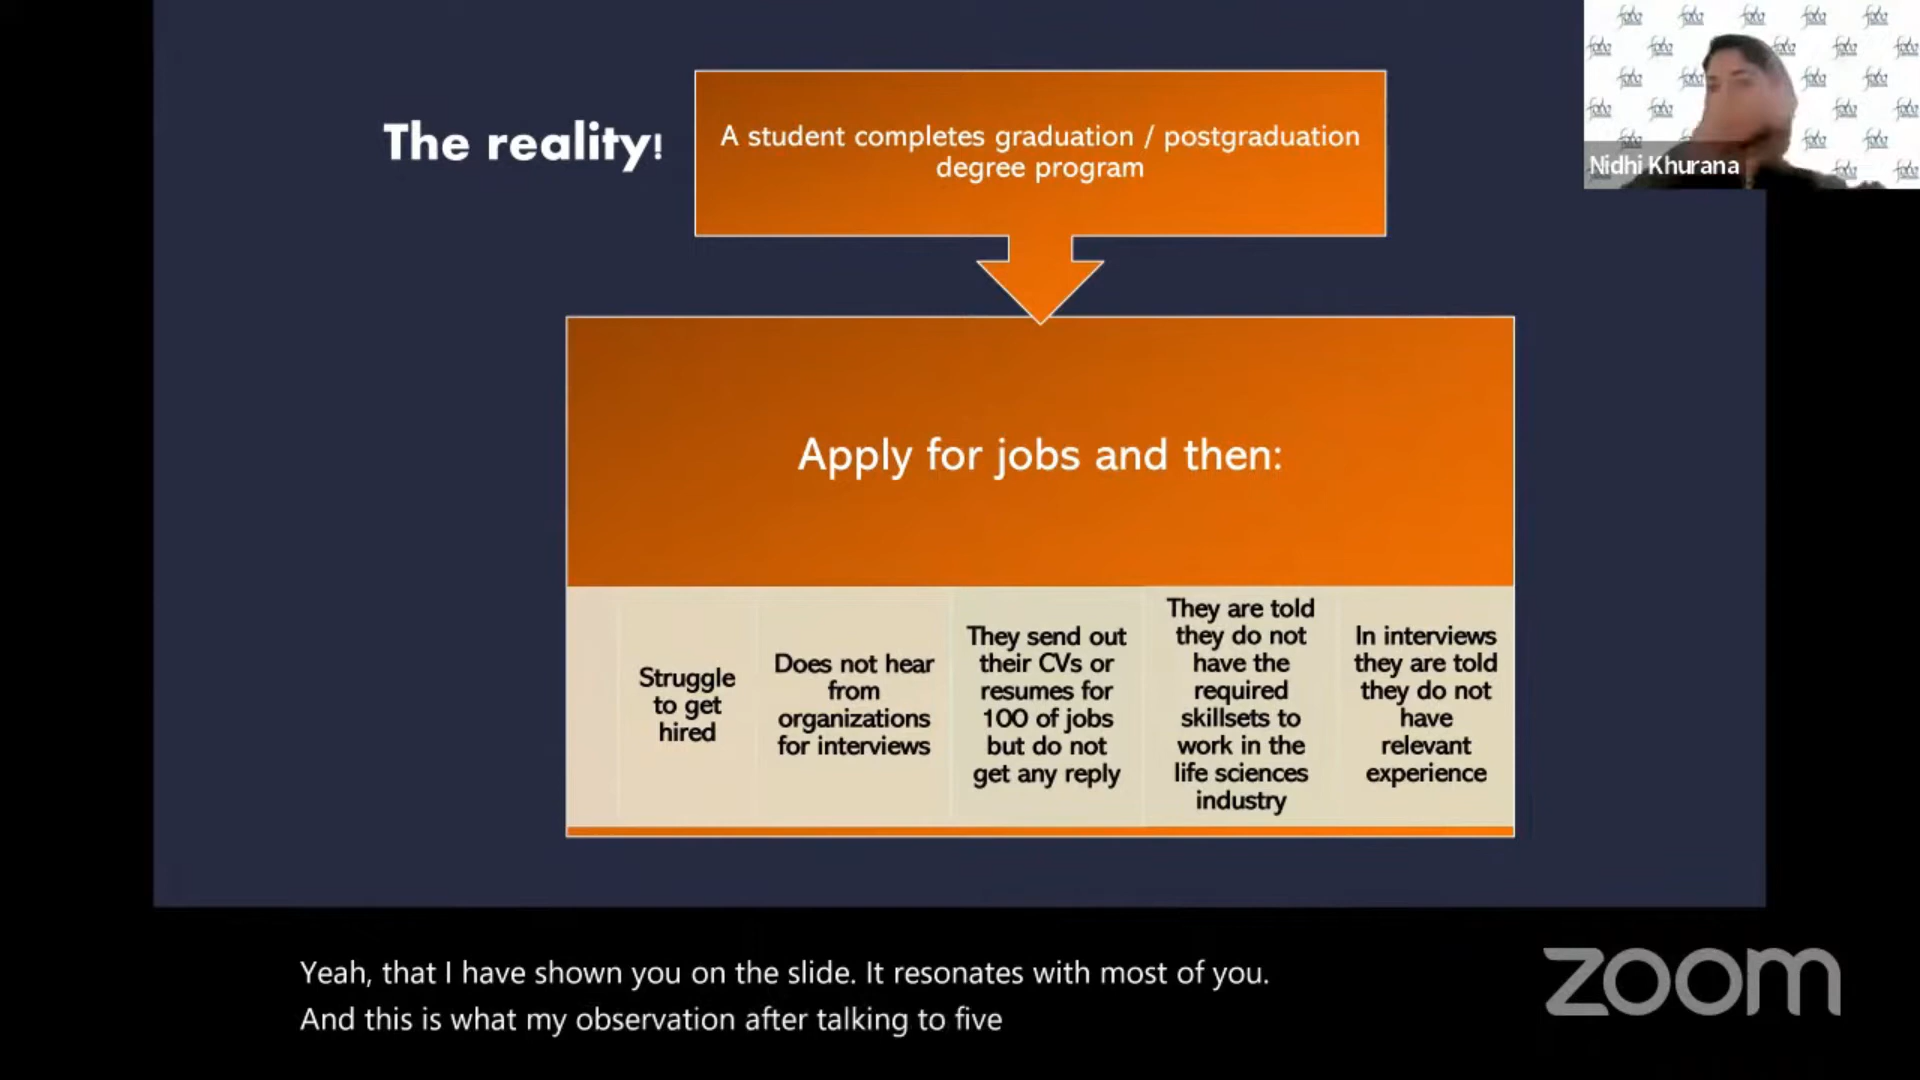 The reality!
A student completes graduation / postgraduation
degree program
Apply for jobs and then:
Struggle
to get
hired
Does not hear
from
organizations
for interviews
They send out
their CVs or
resumes for
100 of jobs
but do not
get any reply
They are told
they do not
have the
required
skillsets to
work in the
life sciences
industry
In interviews
they are told
they do not
have
relevant
experience
Nidhi Khurana
Yeah, that I have shown you on the slide. It resonates with most of you.
And this is what my observation after talking to five
zoom